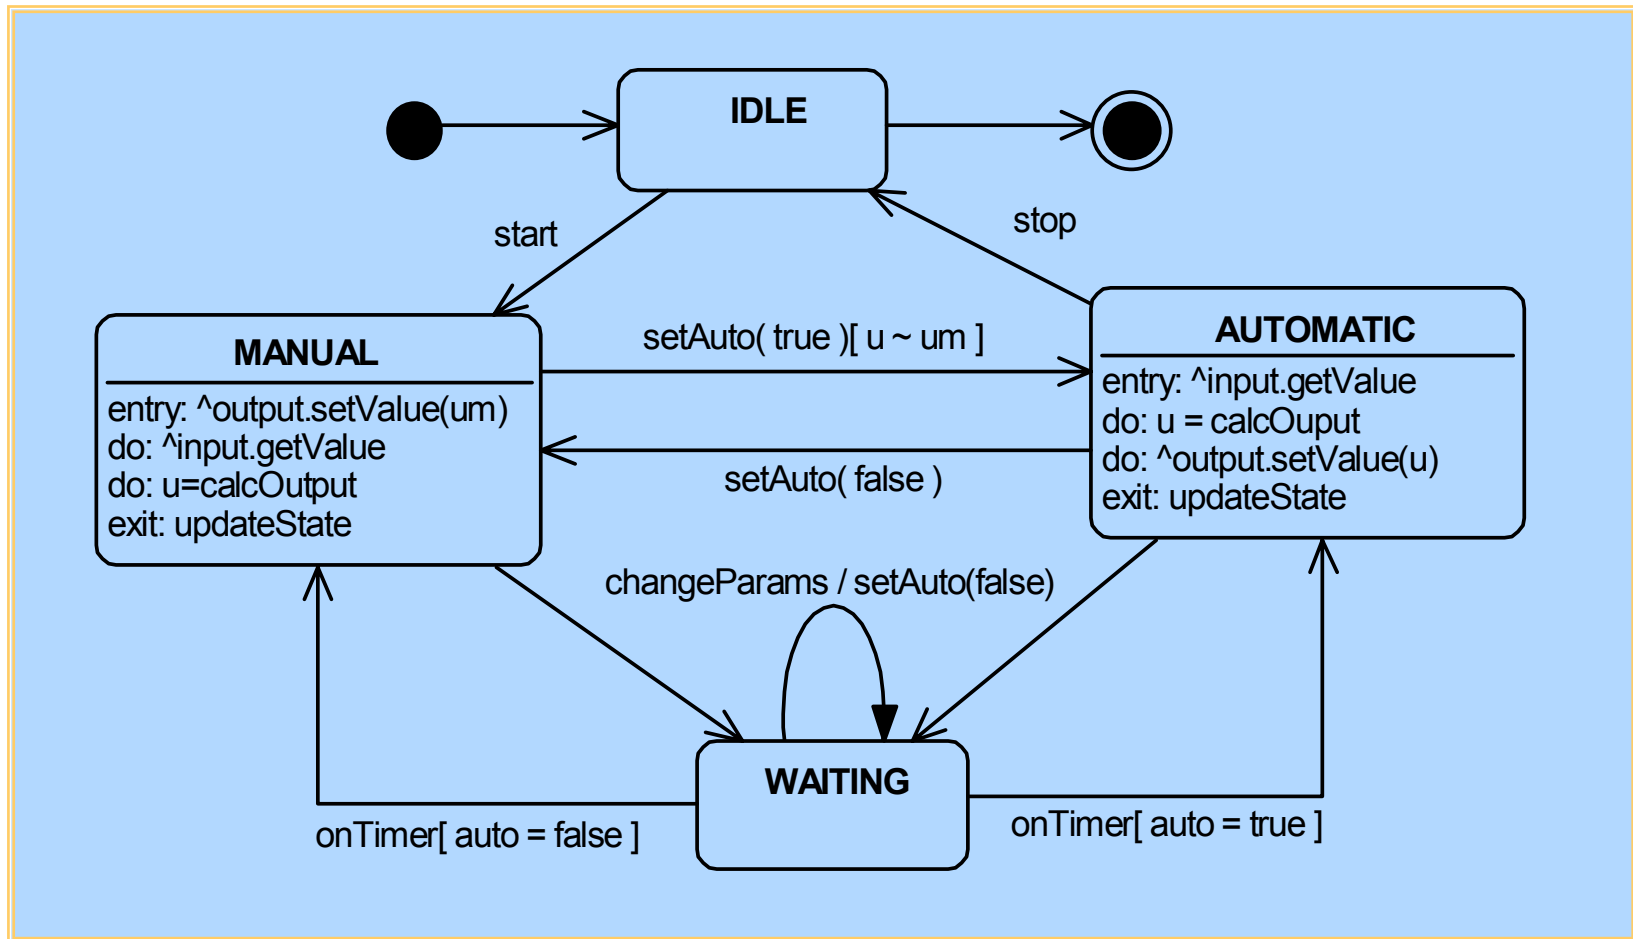 IDLE
start
stop
MANUAL
entry: ^output.setValue(um)
do: ^input.getValue
do: u=calcOutput
exit: updateState
setAuto( true )[ u ~ um ]
setAuto( false )
AUTOMATIC
entry: ^input.getValue
do: u = calcOuput
do: ^output.setValue(u)
exit: updateState
changeParams / setAuto(false)
WAITING
onTimer[ auto = false ]
onTimer[ auto = true ]